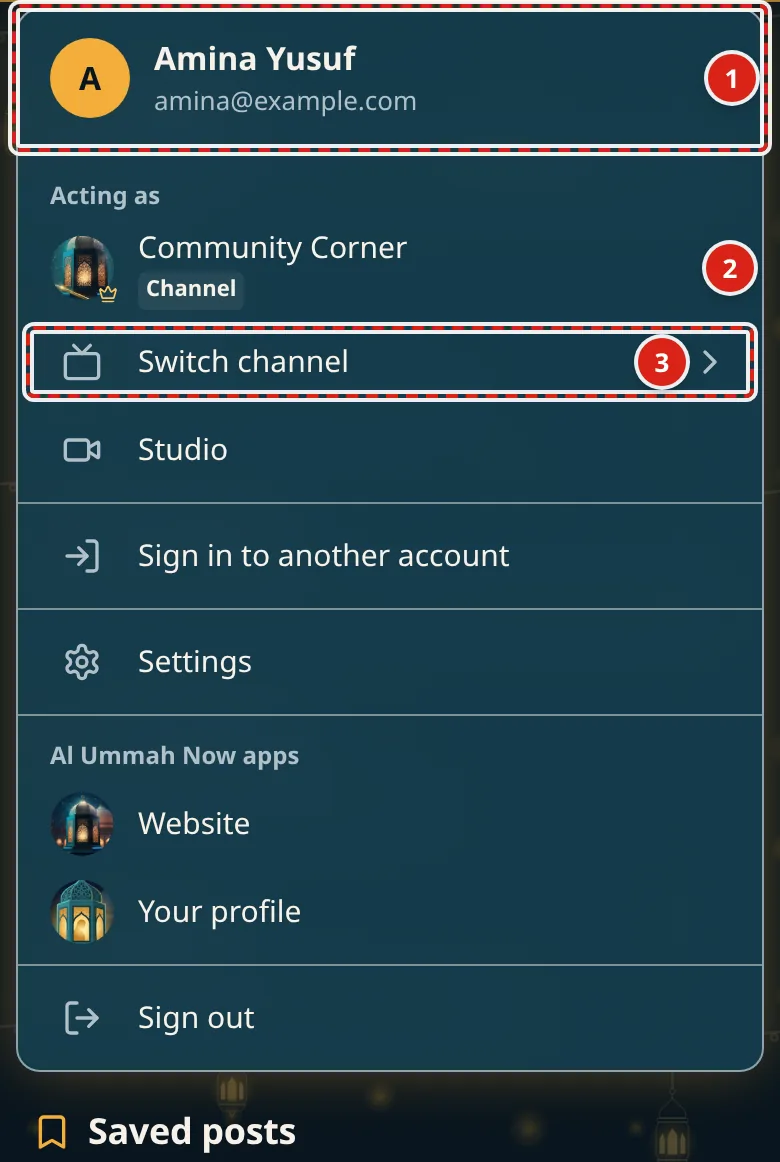 A
Amina Yusuf
amina@example.com
1
Acting as
Community Corner
Channel
2
Switch channel
3
Studio
Sign in to another account
Settings
Al Ummah Now apps
Website
Your profile
Sign out
Saved posts